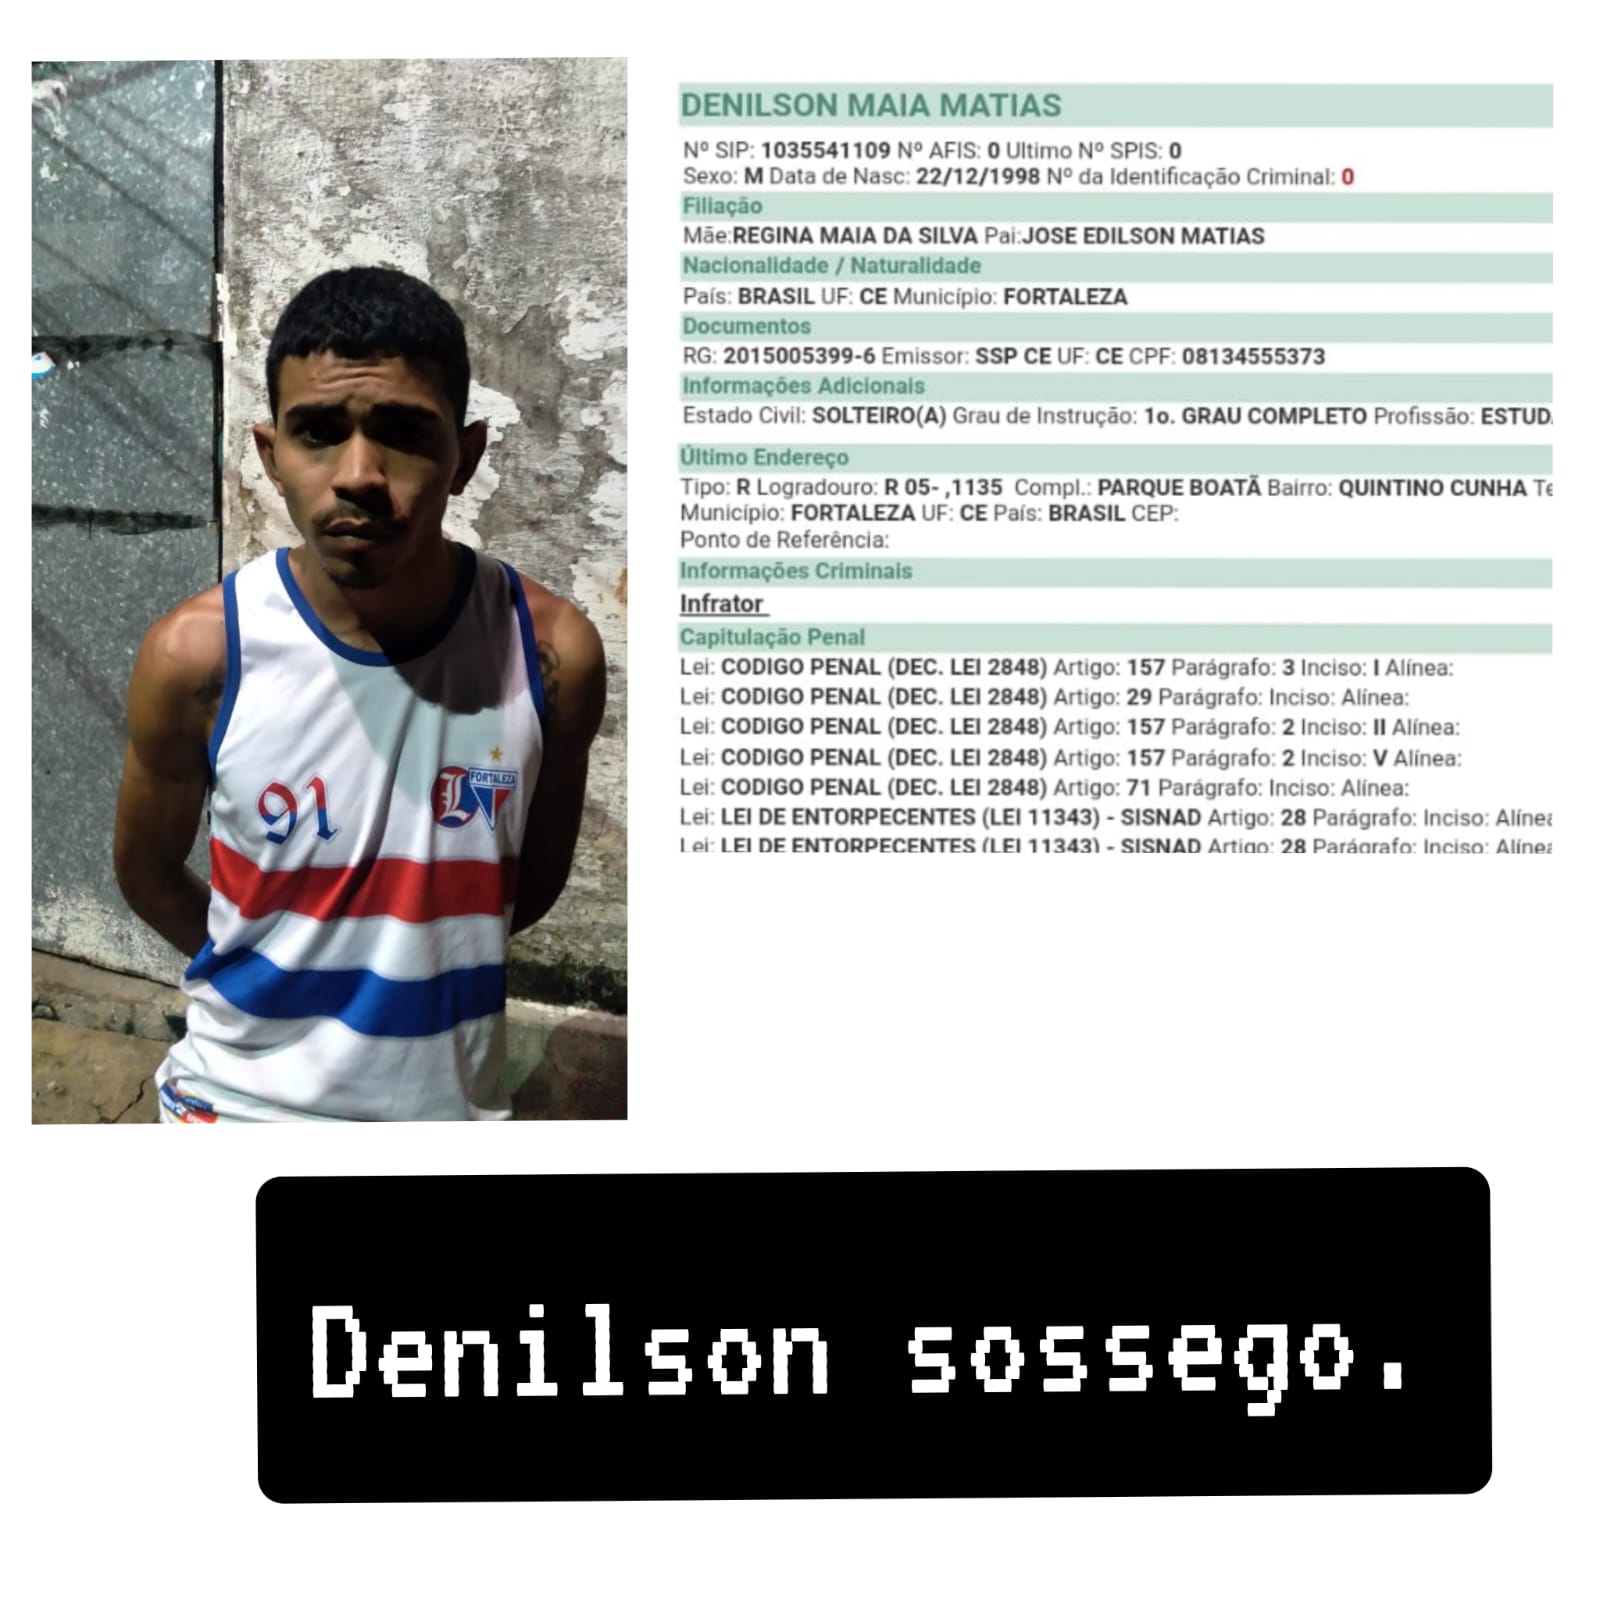 DENILSON MAIA MATIAS
Nº SIP: 1035541109 Nº AFIS: 0 Ultimo Nº SPIS: 0
Sexo: M Data de Nasc: 22/12/1998 Nº da Identificação Criminal: 0
Filiação
Mãe:REGINA MAIA DA SILVA Pai:JOSE EDILSON MATIAS
Nacionalidade / Naturalidade
País: BRASIL UF: CE Município: FORTALEZA
Documentos
RG: 2015005399-6 Emissor: SSP CE UF: CE CPF: 08134555373
Informações Adicionais
Estado Civil: SOLTEIRO(A) Grau de Instrução: 1o. GRAU COMPLETO Profissão: ESTUD
Último Endereço
Tipo: R Logradouro: R 05- ,1135 Compl.: PARQUE BOATÃ Bairro: QUINTINO CUNHA Te
Município: FORTALEZA UF: CE País: BRASIL CEP:
Ponto de Referência:
Informações Criminais
Infrator
Capitulação Penal
Lei: CODIGO PENAL (DEC. LEI 2848) Artigo: 157 Parágrafo: 3 Inciso: I Alínea:
Lei: CODIGO PENAL (DEC. LEI 2848) Artigo: 29 Parágrafo: Inciso: Alínea:
Lei: CODIGO PENAL (DEC. LEI 2848) Artigo: 157 Parágrafo: 2 Inciso: II Alínea:
Lei: CODIGO PENAL (DEC. LEI 2848) Artigo: 157 Parágrafo: 2 Inciso: V Alínea:
Lei: CODIGO PENAL (DEC. LEI 2848) Artigo: 71 Parágrafo: Inciso: Alínea:
Lei: LEI DE ENTORPECENTES (LEI 11343) - SISNAD Artigo: 28 Parágrafo: Inciso: Alínea
Lei: LEI DE ENTORPECENTES (LEI 11343) - SISNAD Artigo: 28 Parágrafo: Inciso: Alínea
91
L
FORTALEZA
Denilson sossego.